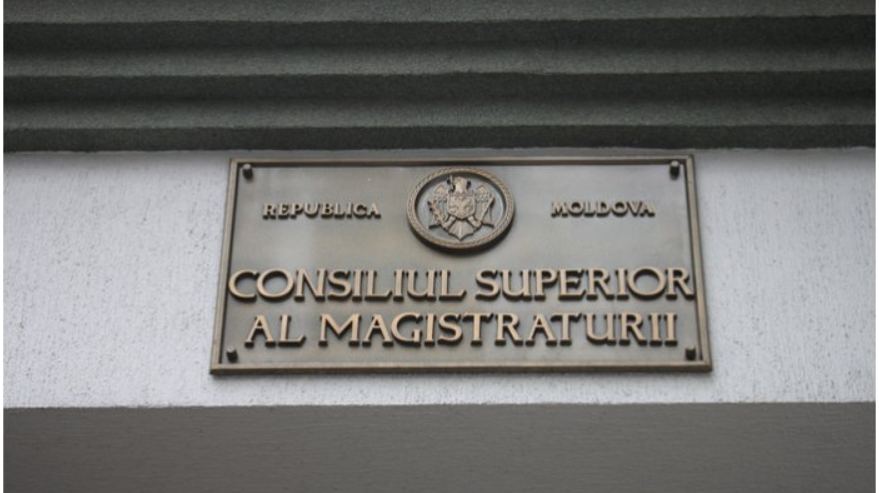 REPUBLICA MOLDOVA
CONSILIUL SUPERIOR
AL MAGISTRATURII